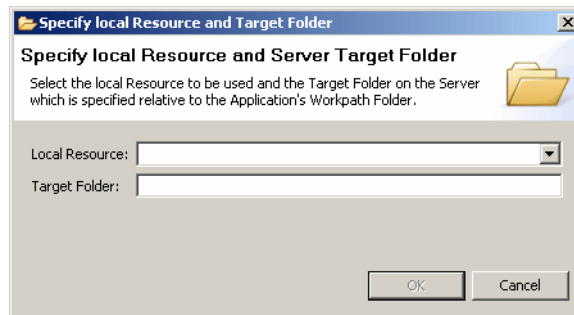 Specify local Resource and Target Folder
Specify local Resource and Server Target Folder
Select the local Resource to be used and the Target Folder on the Server
which is specified relative to the Application's Workpath Folder.
Local Resource:
Target Folder:
OK
Cancel